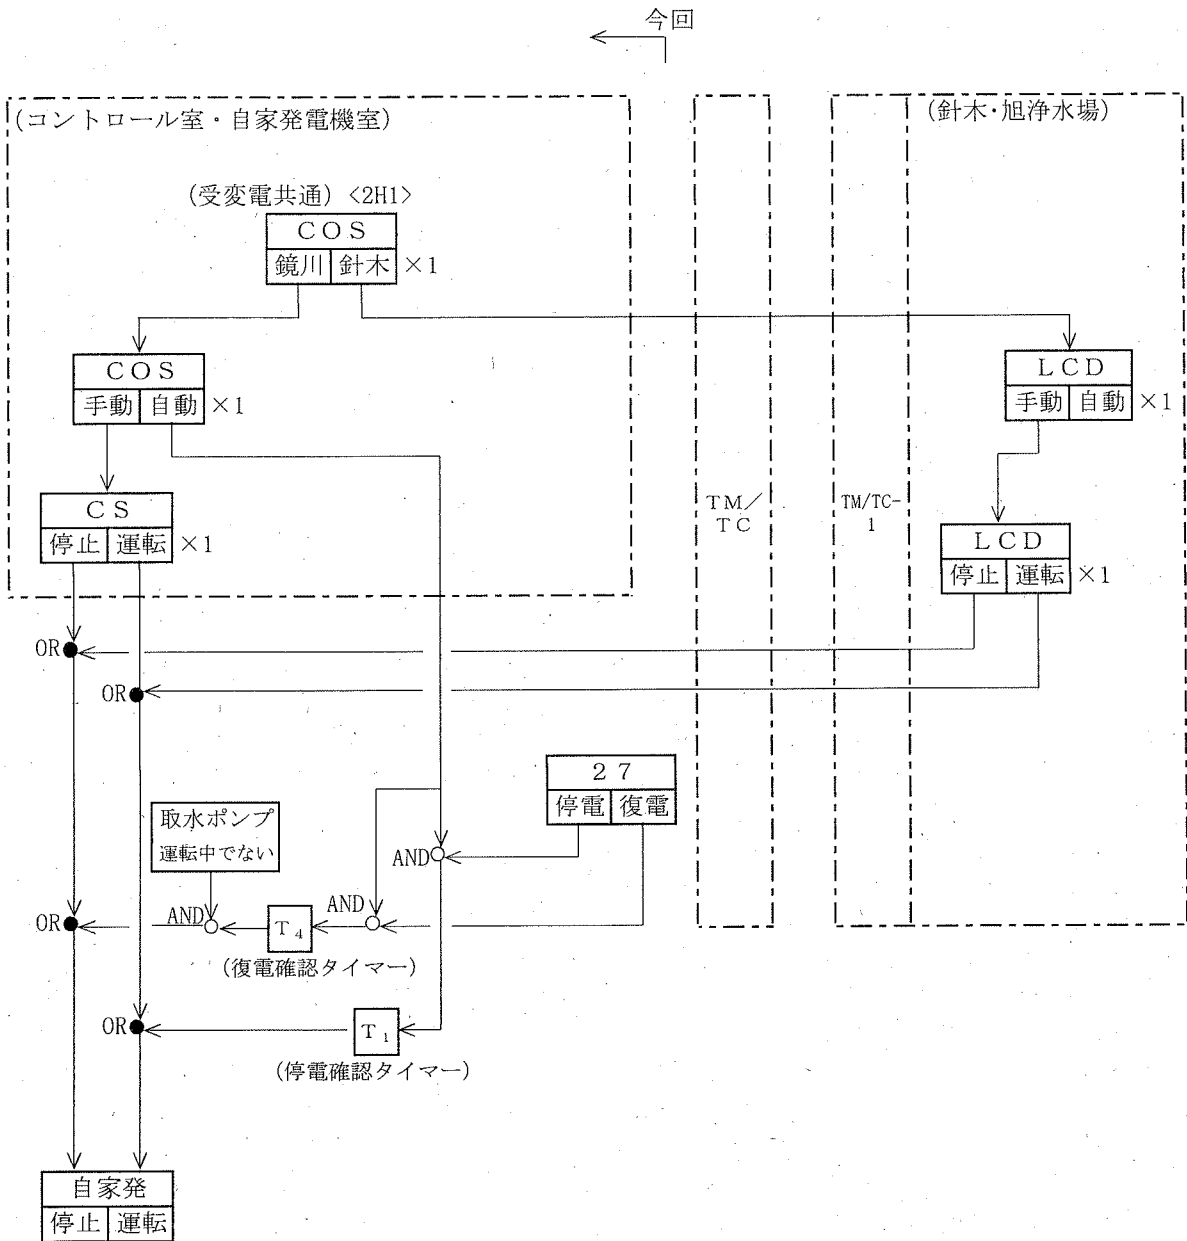 今回
(コントロール室・自家発電機室)
(針木・旭浄水場)
(受変電共通) <2H1>
COS
鏡川 針木 ×1
COS
手動 自動 ×1
LCD
手動 自動 ×1
CS
停止 運転 ×1
TM/
TC
TM/TC-
1
LCD
停止 運転 ×1
OR
OR
27
停電 復電
取水ポンプ
運転中でない
AND
OR
AND
T₄
AND
(復電確認タイマー)
OR
T₁
(停電確認タイマー)
自家発
停止 運転